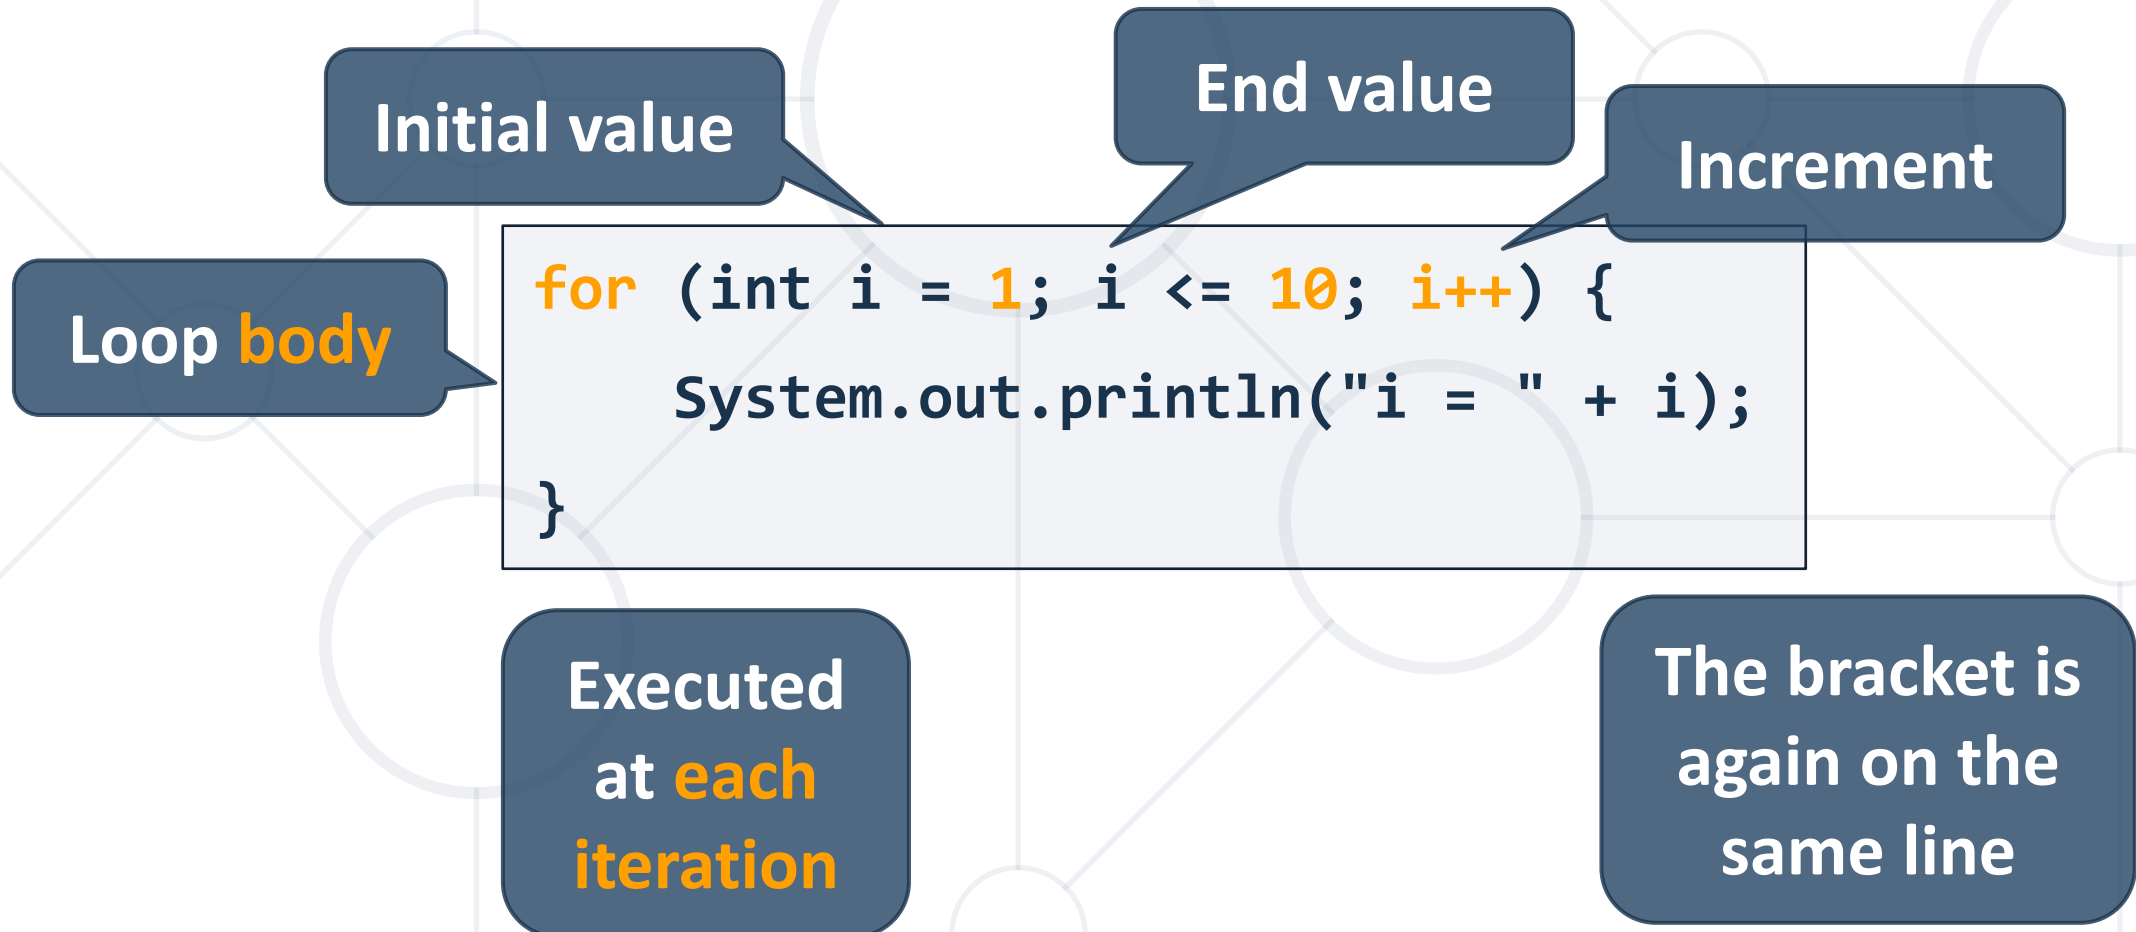 Initial value
End value
Increment
Loop body
for (int i = 1; i <= 10; i++) {
System.out.println("i = " + i);
}
Executed
at each
iteration
The bracket is
again on the
same line